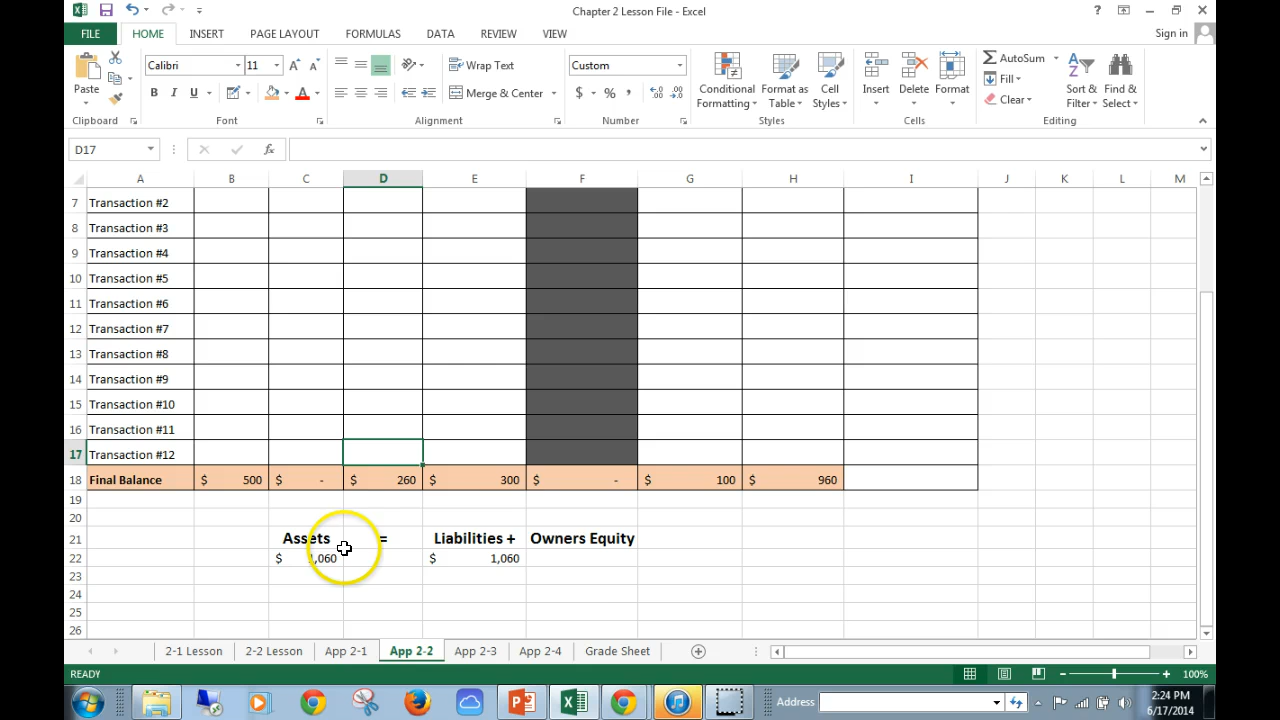 Chapter 2 Lesson File - Excel
FILE HOME INSERT PAGE LAYOUT FORMULAS DATA REVIEW VIEW Sign in
Calibri 11 Wrap Text Custom AutoSum
Paste B I U Merge & Center $ % , Conditional Formatting Format as Table Cell Styles Insert Delete Format Fill Clear Sort & Filter Find & Select
Clipboard Font Alignment Number Styles Cells Editing
D17 fx
A B C D E F G H I J K L M
7 Transaction #2
8 Transaction #3
9 Transaction #4
10 Transaction #5
11 Transaction #6
12 Transaction #7
13 Transaction #8
14 Transaction #9
15 Transaction #10
16 Transaction #11
17 Transaction #12
18 Final Balance $ 500 $ - $ 260 $ 300 $ - $ 100 $ 960
19
20
21 Assets = Liabilities + Owners Equity
22 $ 1,060 $ 1,060
23
24
25
26
2-1 Lesson 2-2 Lesson App 2-1 App 2-2 App 2-3 App 2-4 Grade Sheet
READY 100%
Address 2:24 PM
6/17/2014